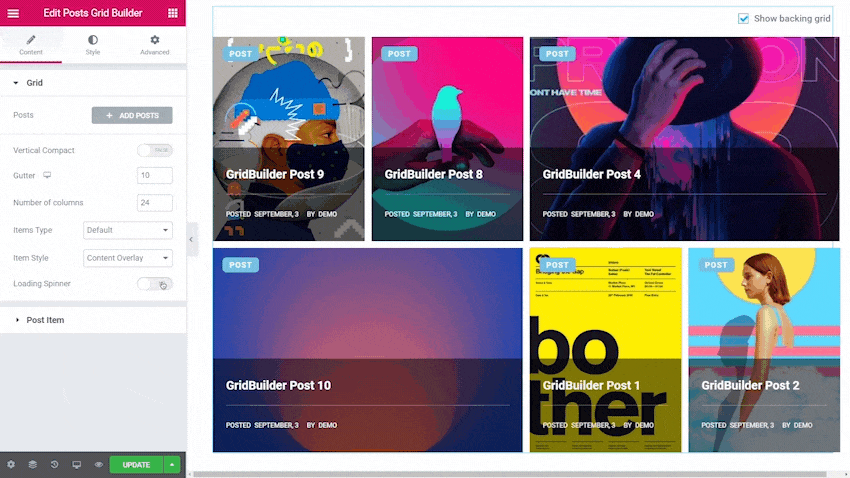 Edit Posts Grid Builder
Content
Style
Advanced
Grid
Posts
+ ADD POSTS
Vertical Compact
Gutter
10
Number of columns
24
Items Type
Default
Item Style
Content Overlay
Loading Spinner
Post Item
UPDATE
Show backing grid
POST
GridBuilder Post 9
POSTED SEPTEMBER, 3 BY DEMO
POST
GridBuilder Post 8
POSTED SEPTEMBER, 3 BY DEMO
ONT HAVE TIME
POST
GridBuilder Post 4
POSTED SEPTEMBER, 3 BY DEMO
POST
GridBuilder Post 10
POSTED SEPTEMBER, 3 BY DEMO
POST
bo
ther
GridBuilder Post 1
POSTED SEPTEMBER, 3 BY DEMO
POST
GridBuilder Post 2
POSTED SEPTEMBER, 3 BY DEMO